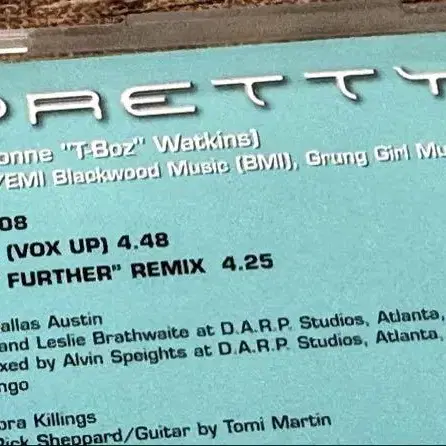 PRETTY
onne "T-Boz" Watkins)
/EMI Blackwood Music (BMI), Grung Girl Mu
08
(VOX UP) 4.48
FURTHER" REMIX 4.25
allas Austin
and Leslie Brathwaite at D.A.R.P. Studios, Atlanta,
xed by Alvin Speights at D.A.R.P. Studios, Atlanta,
ngo
ora Killings
Rick Sheppard/Guitar by Tomi Martin